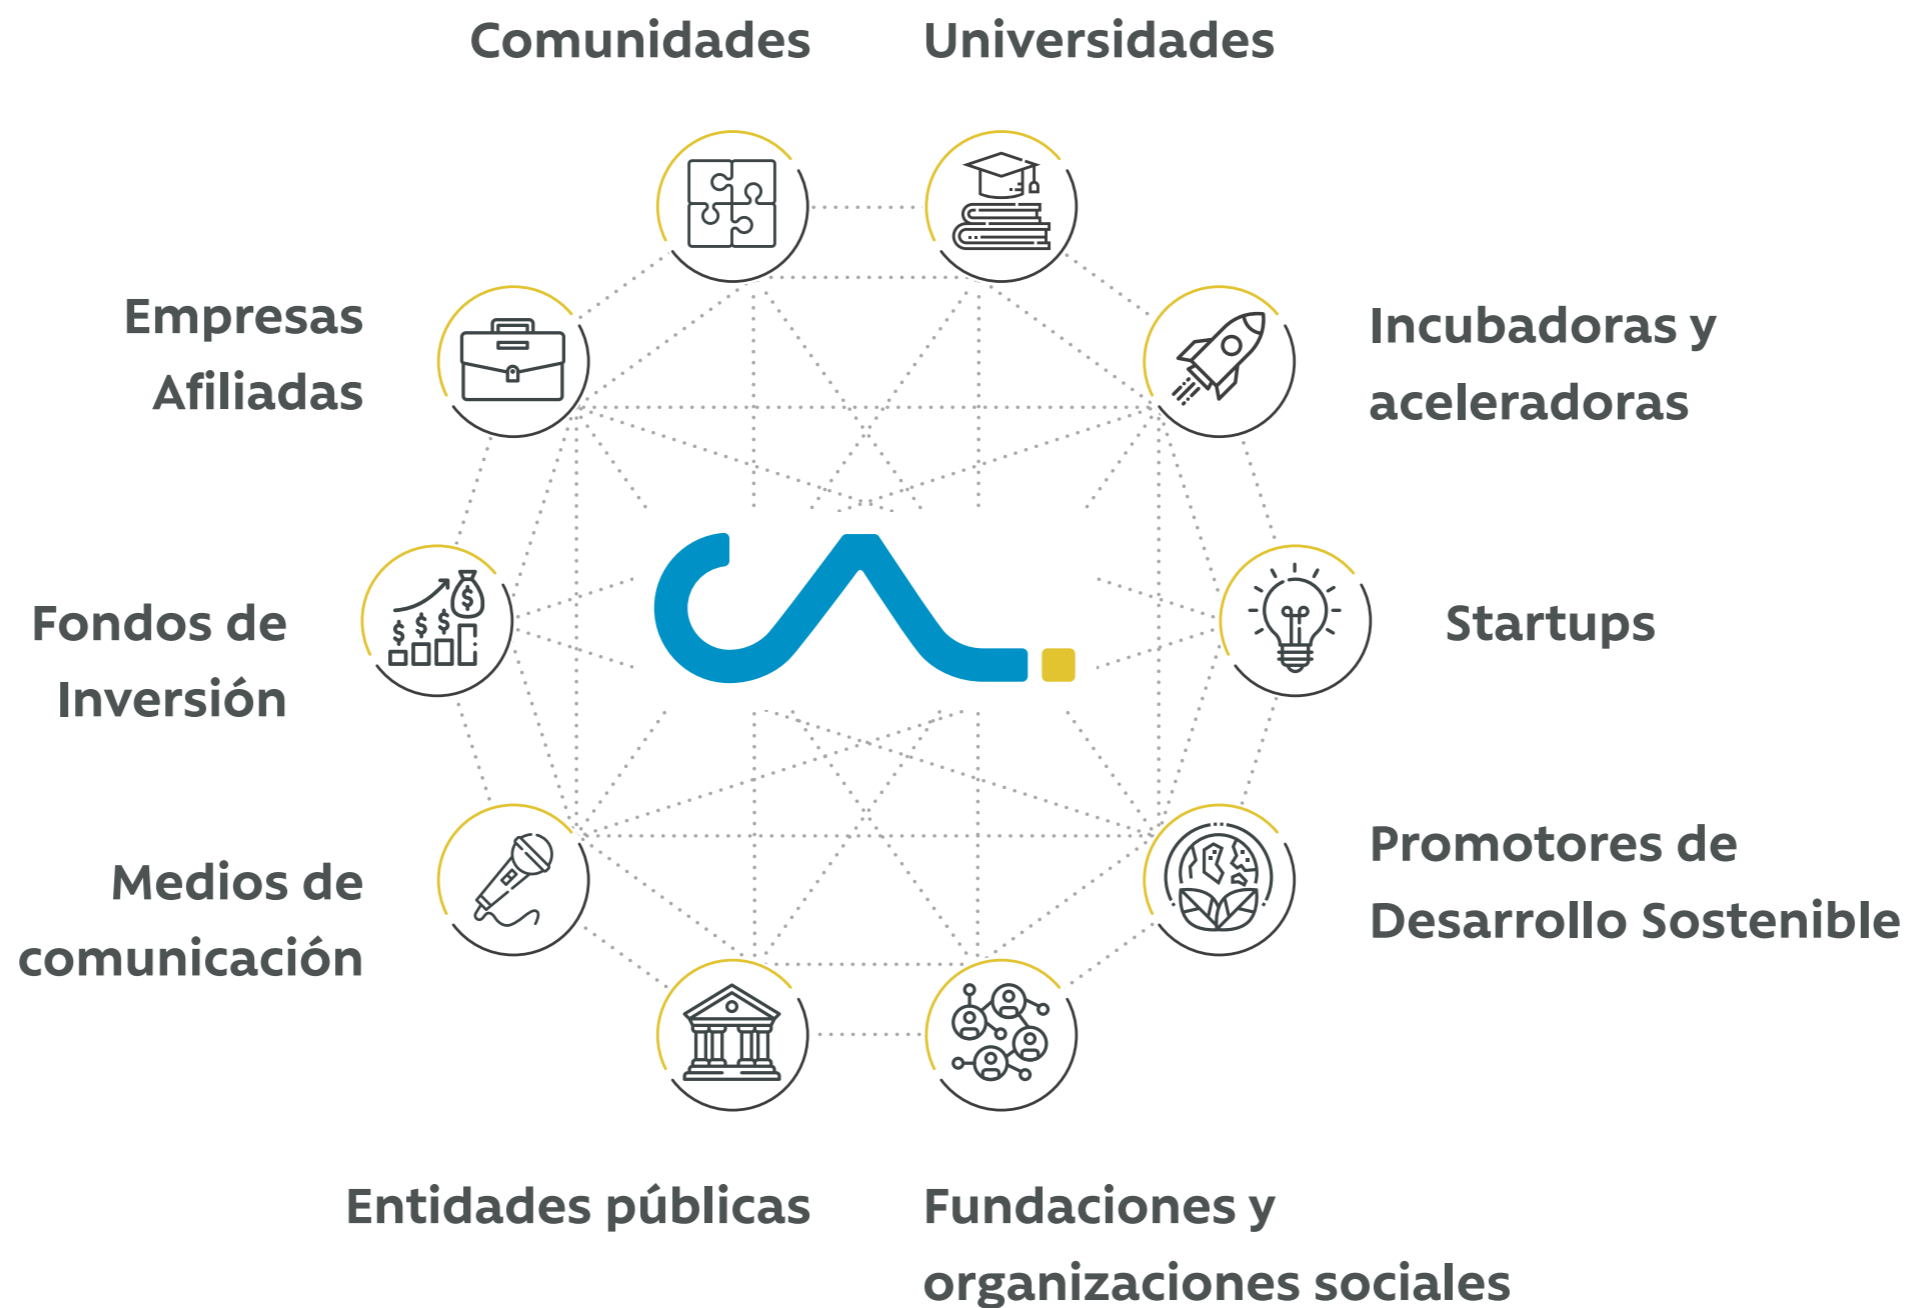 Comunidades
Universidades
Empresas
Afiliadas
Incubadoras y
aceleradoras
Fondos de
Inversión
Startups
Medios de
comunicación
Promotores de
Desarrollo Sostenible
Entidades públicas
Fundaciones y
organizaciones sociales